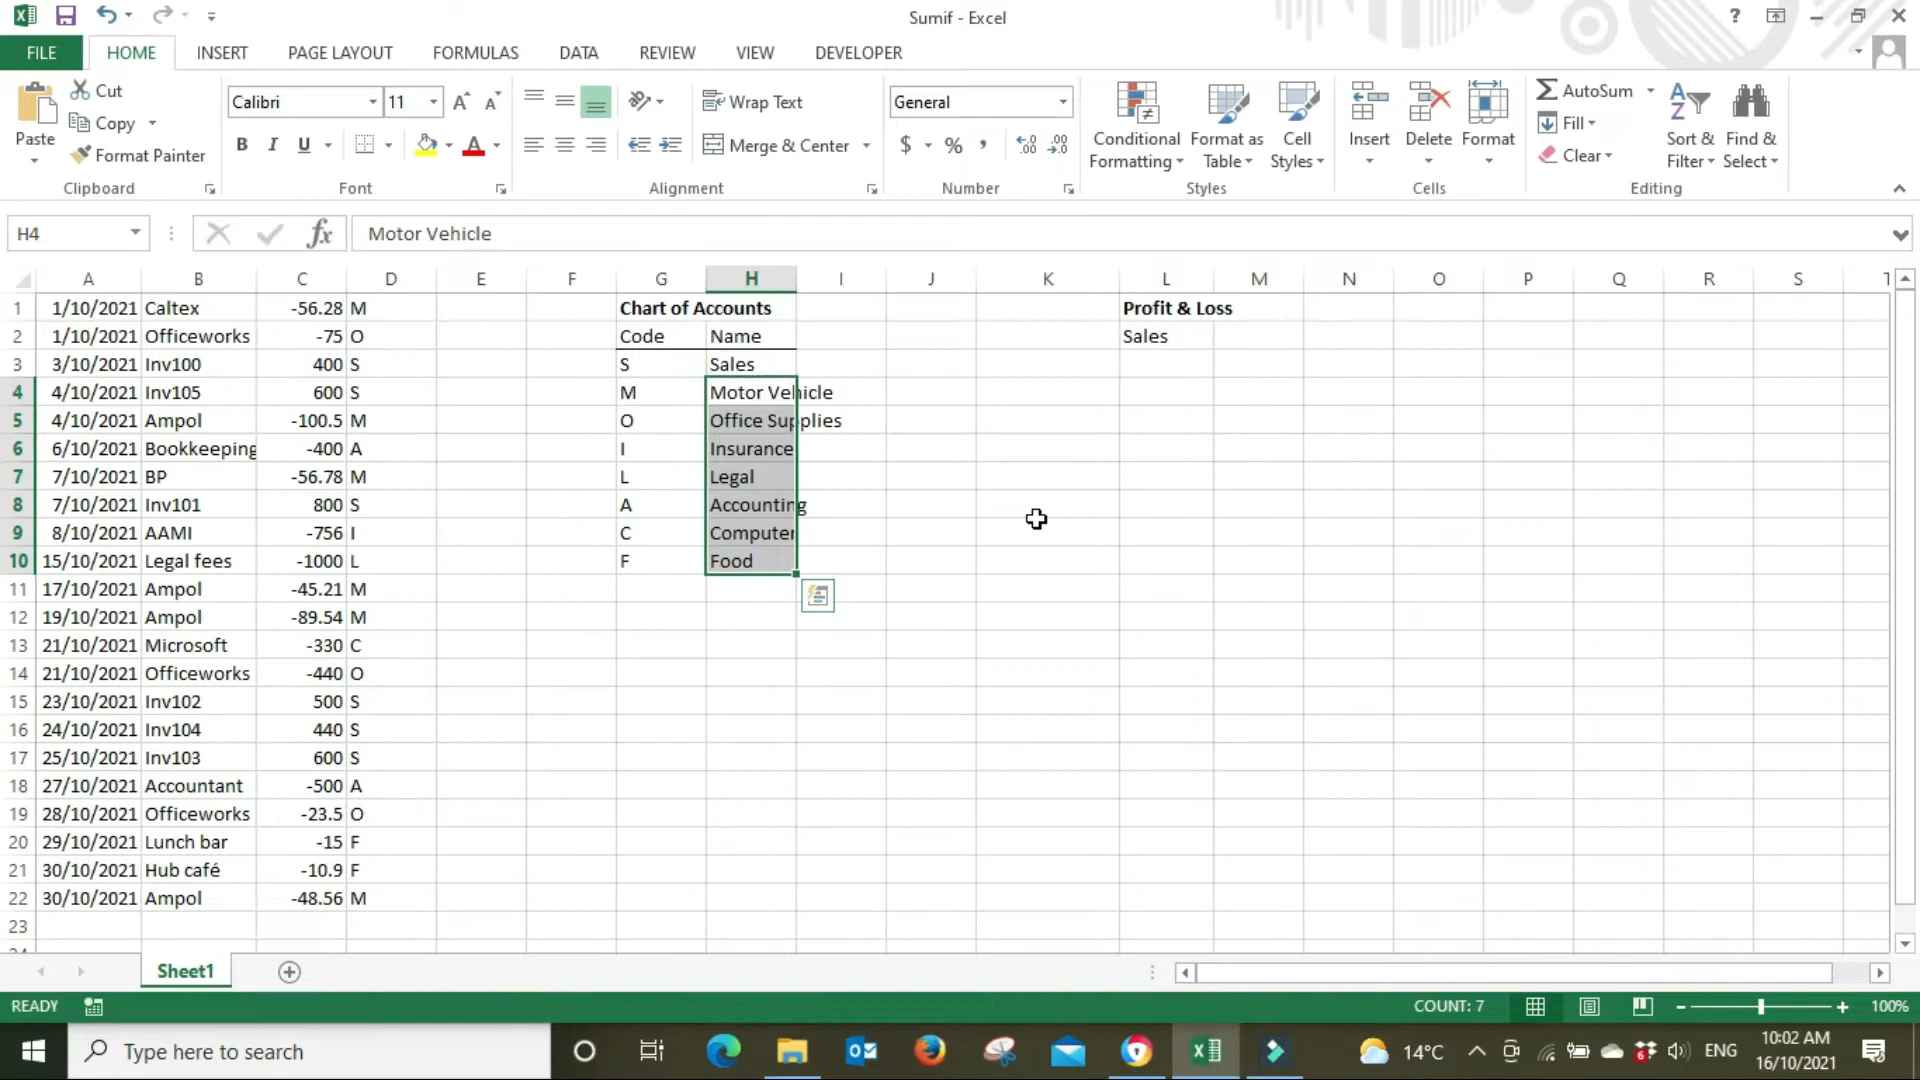 Sumif - Excel
FILE HOME INSERT PAGE LAYOUT FORMULAS DATA REVIEW VIEW DEVELOPER
Paste
Cut
Copy
Format Painter
Clipboard
Calibri 11
B I U
Font
Wrap Text
Merge & Center
Alignment
General
$ % ,
Number
Conditional Formatting
Format as Table
Cell Styles
Styles
Insert Delete Format
Cells
AutoSum
Fill
Clear
Sort & Filter
Find & Select
Editing
H4 fx Motor Vehicle
A B C D E F G H I J K L M N O P Q R S T
1 1/10/2021 Caltex -56.28 M Chart of Accounts Profit & Loss
2 1/10/2021 Officeworks -75 O Code Name Sales
3 3/10/2021 Inv100 400 S S Sales
4 4/10/2021 Inv105 600 S M Motor Vehicle
5 4/10/2021 Ampol -100.5 M O Office Supplies
6 6/10/2021 Bookkeeping -400 A I Insurance
7 7/10/2021 BP -56.78 M L Legal
8 7/10/2021 Inv101 800 S A Accounting
9 8/10/2021 AAMI -756 I C Computer
10 15/10/2021 Legal fees -1000 L F Food
11 17/10/2021 Ampol -45.21 M
12 19/10/2021 Ampol -89.54 M
13 21/10/2021 Microsoft -330 C
14 21/10/2021 Officeworks -440 O
15 23/10/2021 Inv102 500 S
16 24/10/2021 Inv104 440 S
17 25/10/2021 Inv103 600 S
18 27/10/2021 Accountant -500 A
19 28/10/2021 Officeworks -23.5 O
20 29/10/2021 Lunch bar -15 F
21 30/10/2021 Hub café -10.9 F
22 30/10/2021 Ampol -48.56 M
23
24
Sheet1
READY COUNT: 7 100%
Type here to search 14°C ENG
10:02 AM
16/10/2021